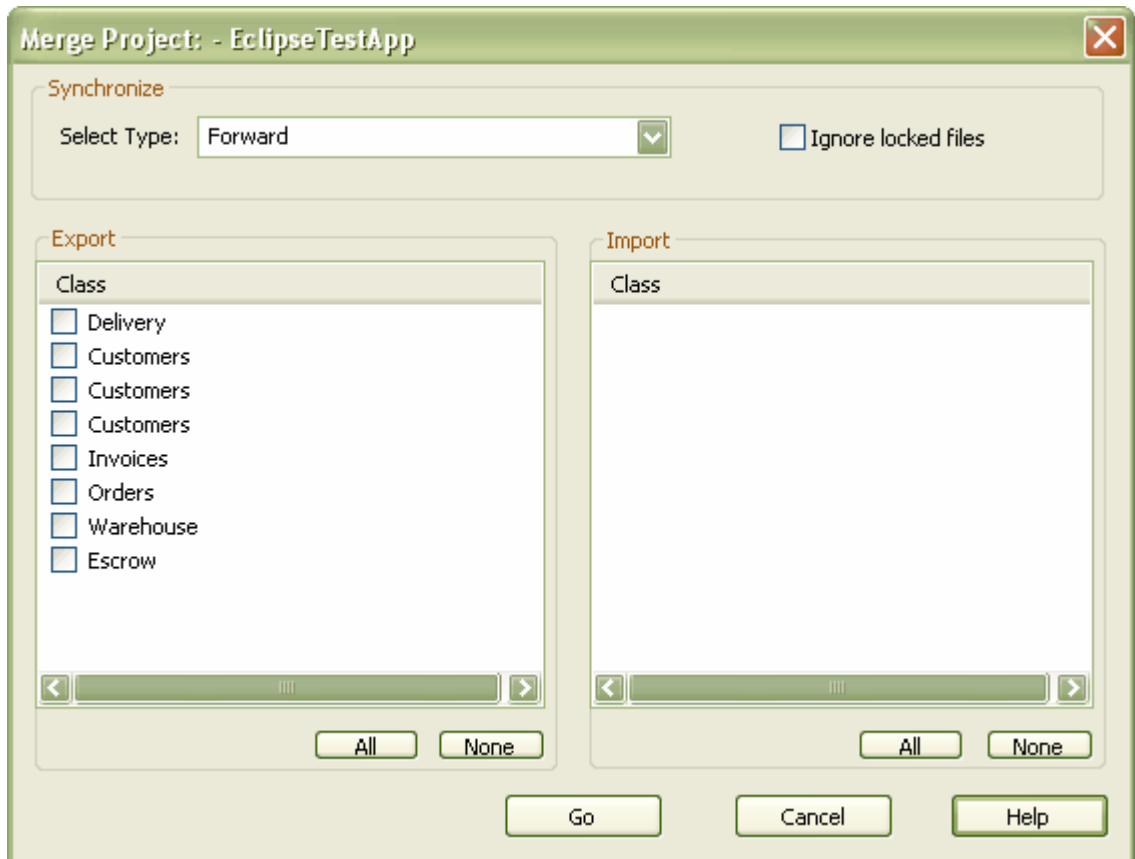 Merge Project: - EclipseTestApp
Synchronize
Select Type: Forward Ignore locked files
Export
Class
Delivery
Customers
Customers
Customers
Invoices
Orders
Warehouse
Escrow
All None
Import
Class
All None
Go Cancel Help